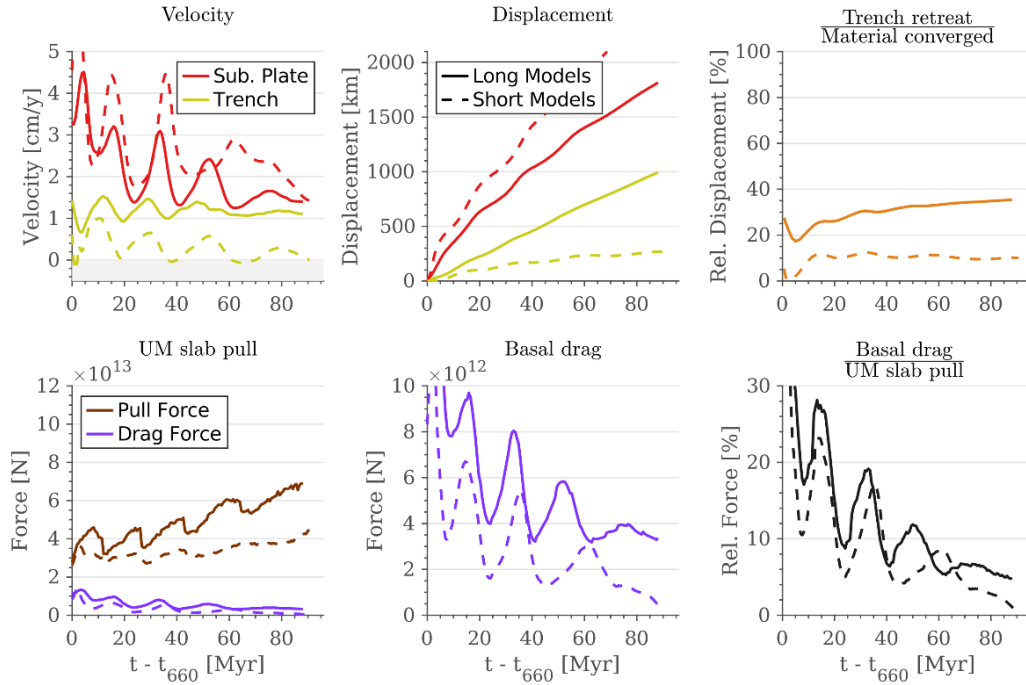 Velocity
Displacement
Trench retreat
Material converged
Velocity [cm/y]
5
4
3
2
1
0
Sub. Plate
Trench
0 20 40 60 80
Displacement [km]
2000
1500
1000
500
0
Long Models
Short Models
0 20 40 60 80
Rel. Displacement [%]
100
80
60
40
20
0
0 20 40 60 80
UM slab pull
Basal drag
Basal drag
UM slab pull
×10^13
Force [N]
12
10
8
6
4
2
0
Pull Force
Drag Force
0 20 40 60 80
t - t_660 [Myr]
×10^12
Force [N]
10
8
6
4
2
0
0 20 40 60 80
t - t_660 [Myr]
Rel. Force [%]
30
20
10
0
0 20 40 60 80
t - t_660 [Myr]